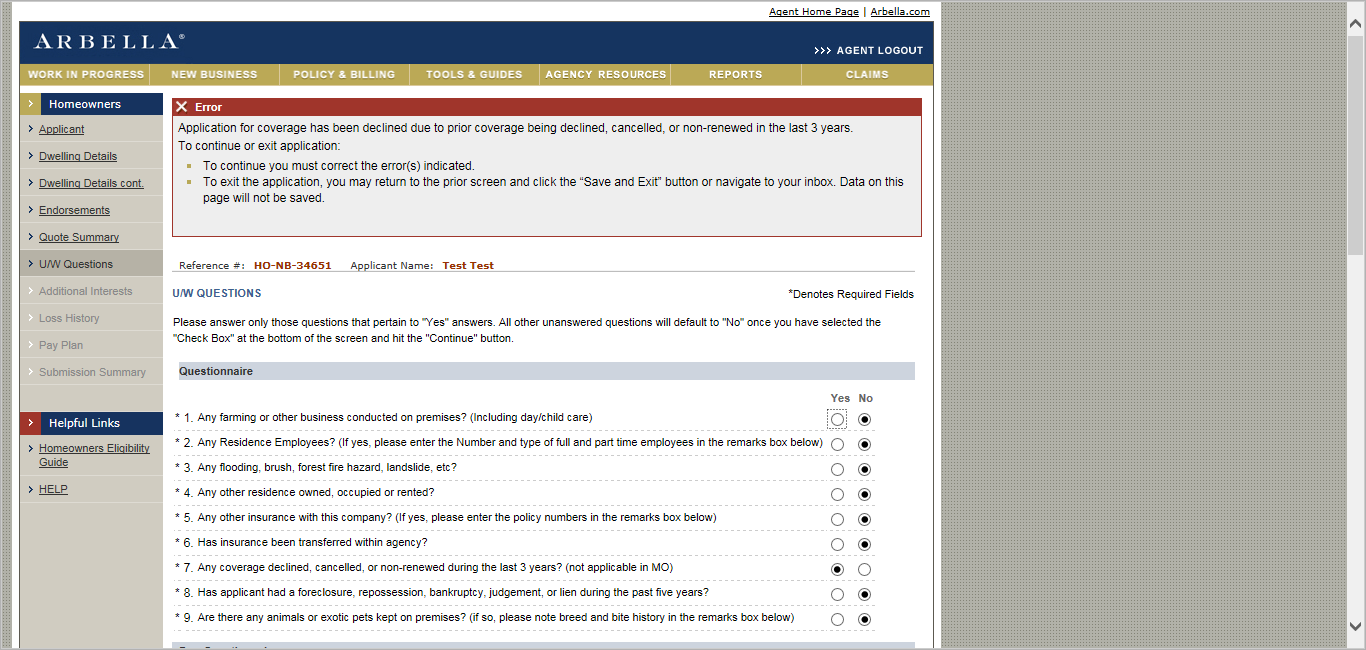 Agent Home Page | Arbella.com
ARBELLA®
>>> AGENT LOGOUT
WORK IN PROGRESS NEW BUSINESS POLICY & BILLING TOOLS & GUIDES AGENCY RESOURCES REPORTS CLAIMS
Homeowners
Applicant
Dwelling Details
Dwelling Details cont.
Endorsements
Quote Summary
U/W Questions
Additional Interests
Loss History
Pay Plan
Submission Summary
Helpful Links
Homeowners Eligibility
Guide
HELP
Error
Application for coverage has been declined due to prior coverage being declined, cancelled, or non-renewed in the last 3 years.
To continue or exit application:
To continue you must correct the error(s) indicated.
To exit the application, you may return to the prior screen and click the “Save and Exit” button or navigate to your inbox. Data on this
page will not be saved.
Reference #: HO-NB-34651 Applicant Name: Test Test
U/W QUESTIONS
*Denotes Required Fields
Please answer only those questions that pertain to "Yes" answers. All other unanswered questions will default to "No" once you have selected the
"Check Box" at the bottom of the screen and hit the "Continue" button.
Questionnaire
Yes No
* 1. Any farming or other business conducted on premises? (Including day/child care)
* 2. Any Residence Employees? (If yes, please enter the Number and type of full and part time employees in the remarks box below)
* 3. Any flooding, brush, forest fire hazard, landslide, etc?
* 4. Any other residence owned, occupied or rented?
* 5. Any other insurance with this company? (If yes, please enter the policy numbers in the remarks box below)
* 6. Has insurance been transferred within agency?
* 7. Any coverage declined, cancelled, or non-renewed during the last 3 years? (not applicable in MO)
* 8. Has applicant had a foreclosure, repossession, bankruptcy, judgement, or lien during the past five years?
* 9. Are there any animals or exotic pets kept on premises? (if so, please note breed and bite history in the remarks box below)